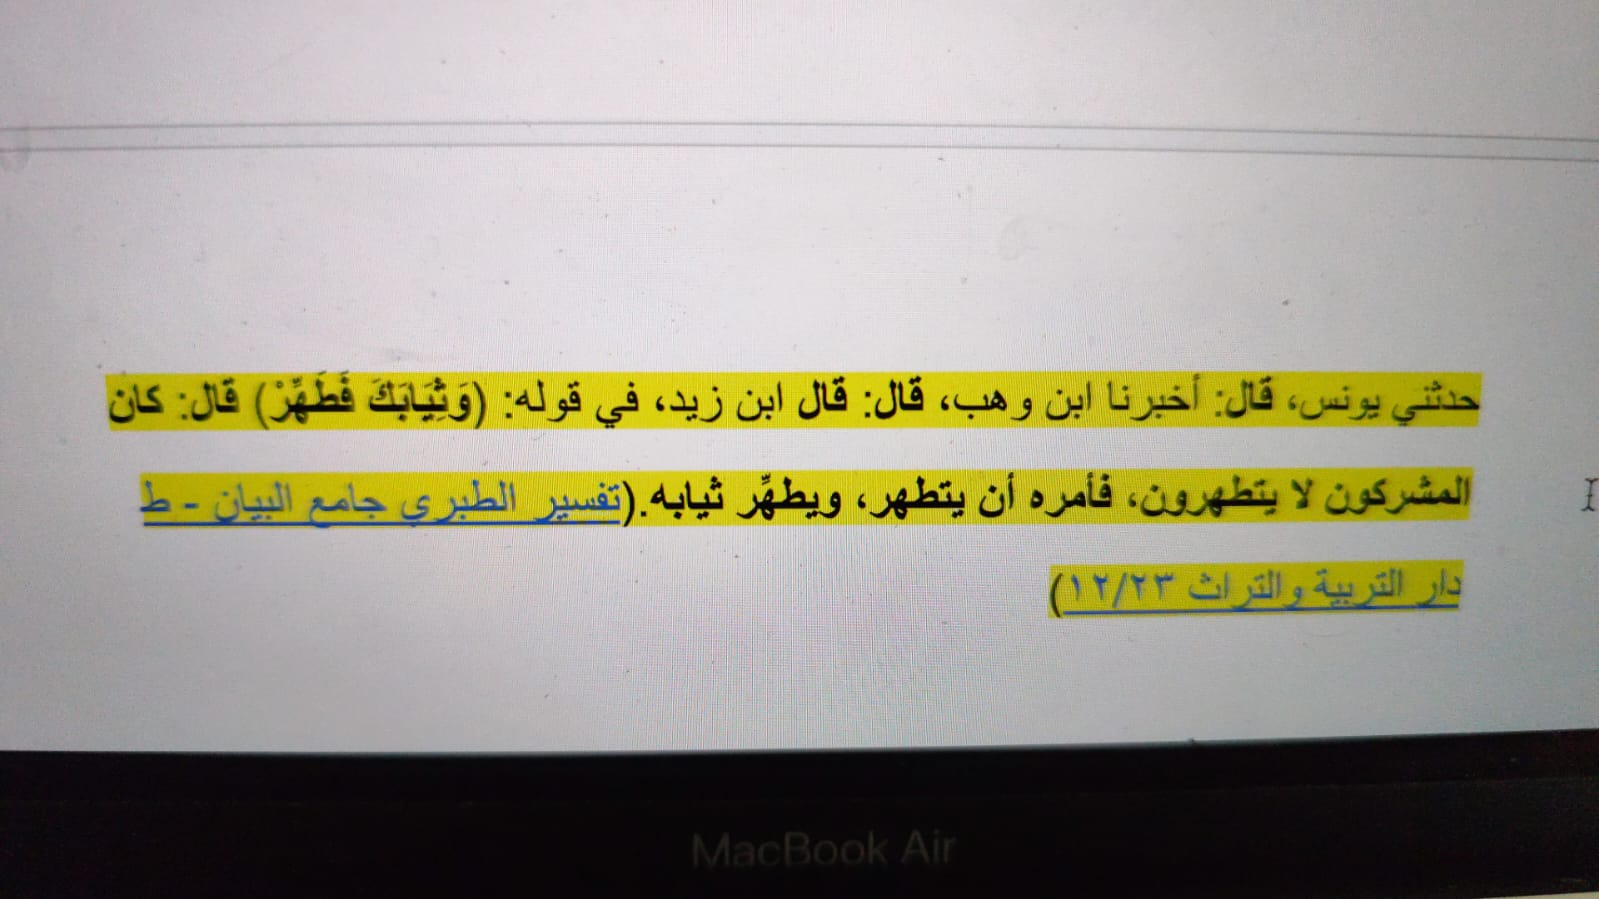 حدثني يونس، قال: أخبرنا ابن وهب، قال: قال ابن زيد، في قوله: (وَثِيَابَكَ فَطَهِّرْ) قال: كان
المشركون لا يتطهرون، فأمره أن يتطهر، ويطهِّر ثيابه.(تفسير الطبري جامع البيان - ط
دار التربية والتراث ١٢/٢٣)
MacBook Air